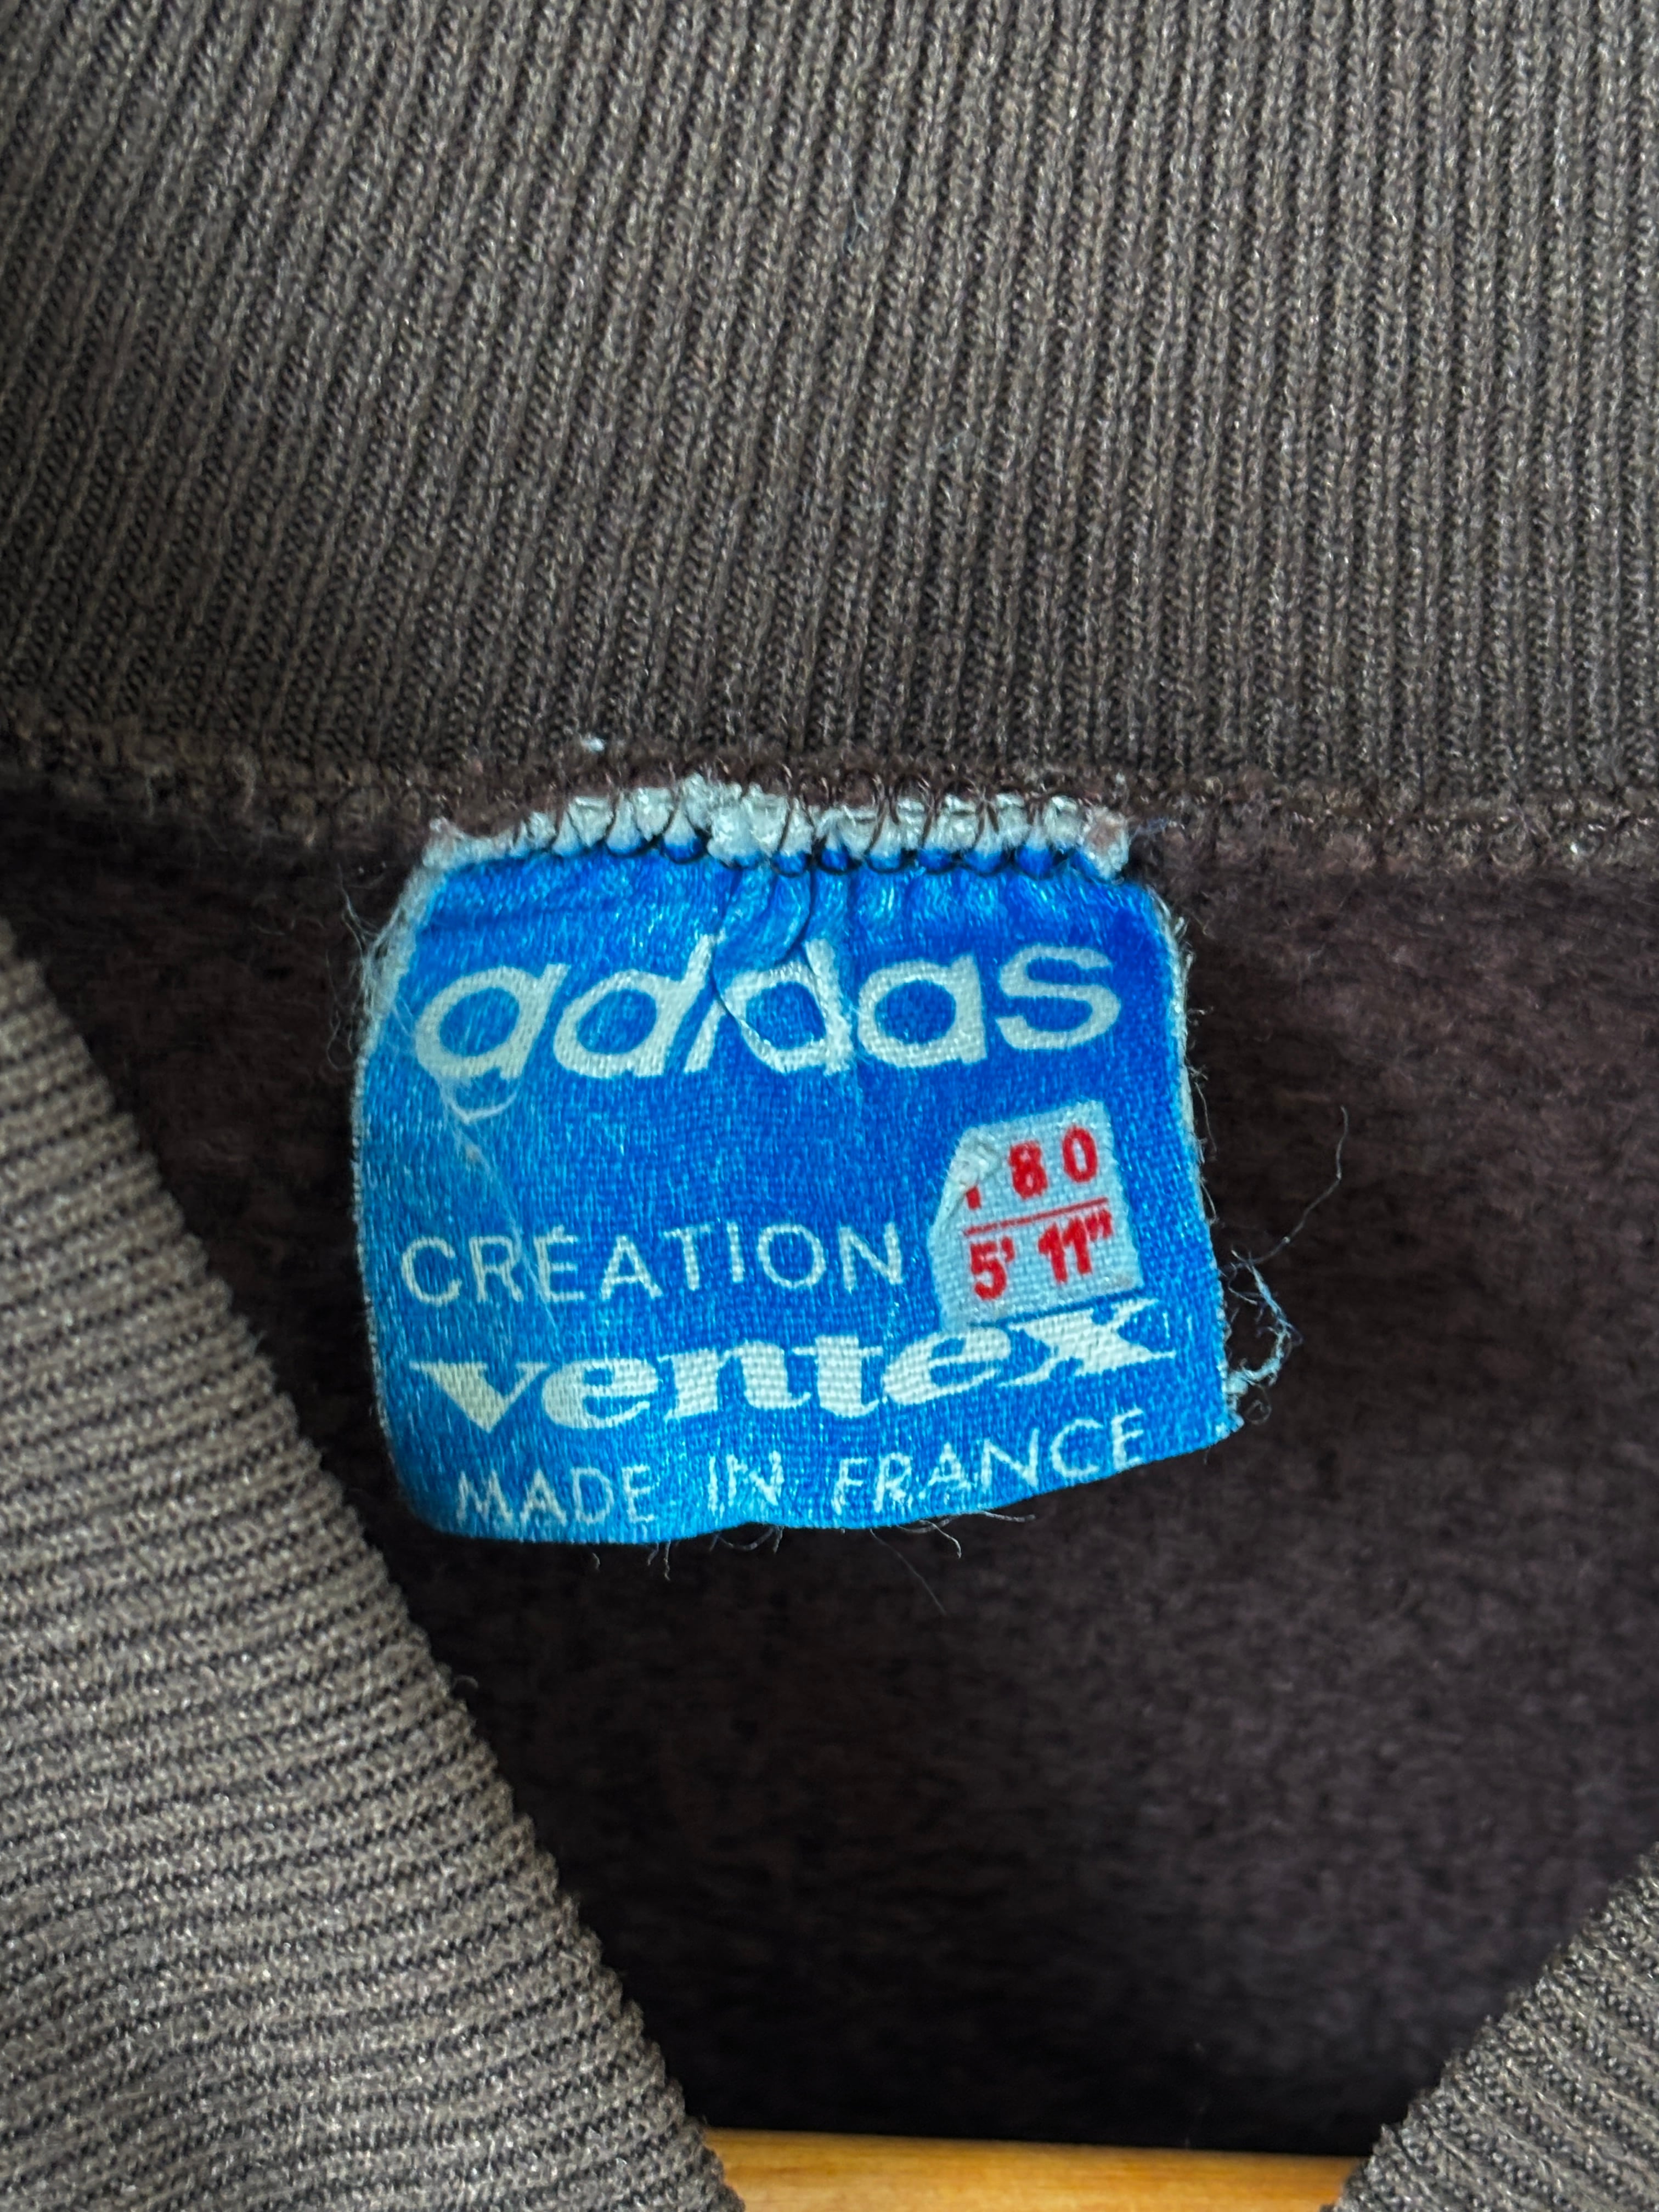 adidas
180
5' 11"
CRÉATION
ventex
MADE IN FRANCE